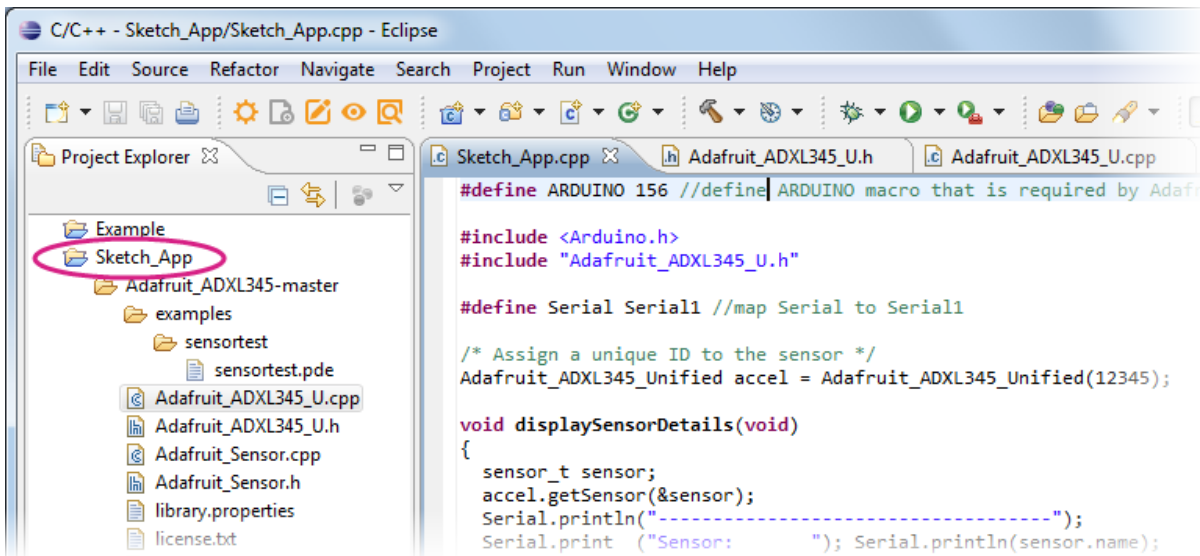 C/C++ - Sketch_App/Sketch_App.cpp - Eclipse
File Edit Source Refactor Navigate Search Project Run Window Help
Project Explorer
Example
Sketch_App
Adafruit_ADXL345-master
examples
sensortest
sensortest.pde
Adafruit_ADXL345_U.cpp
Adafruit_ADXL345_U.h
Adafruit_Sensor.cpp
Adafruit_Sensor.h
library.properties
license.txt
Sketch_App.cpp Adafruit_ADXL345_U.h Adafruit_ADXL345_U.cpp
#define ARDUINO 156 //define ARDUINO macro that is required by Adafr
#include <Arduino.h>
#include "Adafruit_ADXL345_U.h"
#define Serial Serial1 //map Serial to Serial1
/* Assign a unique ID to the sensor */
Adafruit_ADXL345_Unified accel = Adafruit_ADXL345_Unified(12345);
void displaySensorDetails(void)
{
  sensor_t sensor;
  accel.getSensor(&sensor);
  Serial.println("------------------------------------");
  Serial.print  ("Sensor:       "); Serial.println(sensor.name);